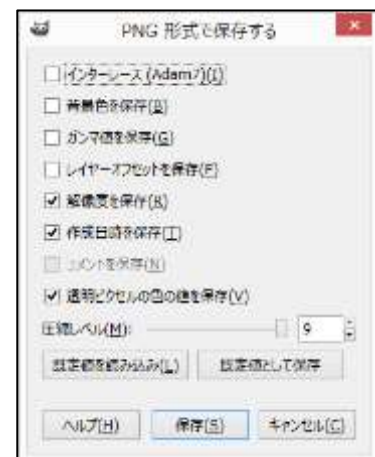 PNG 形式で保存する
インターレース (Adam7)(I)
背景色を保存(B)
ガンマ値を保存(G)
レイヤーオフセットを保存(F)
解像度を保存(R)
作成日時を保存(T)
コメントを保存(N)
透明ピクセルの色の値を保存(V)
圧縮レベル(M): 9
既定値を読み込み(L) 既定値として保存
ヘルプ(H) 保存(S) キャンセル(C)